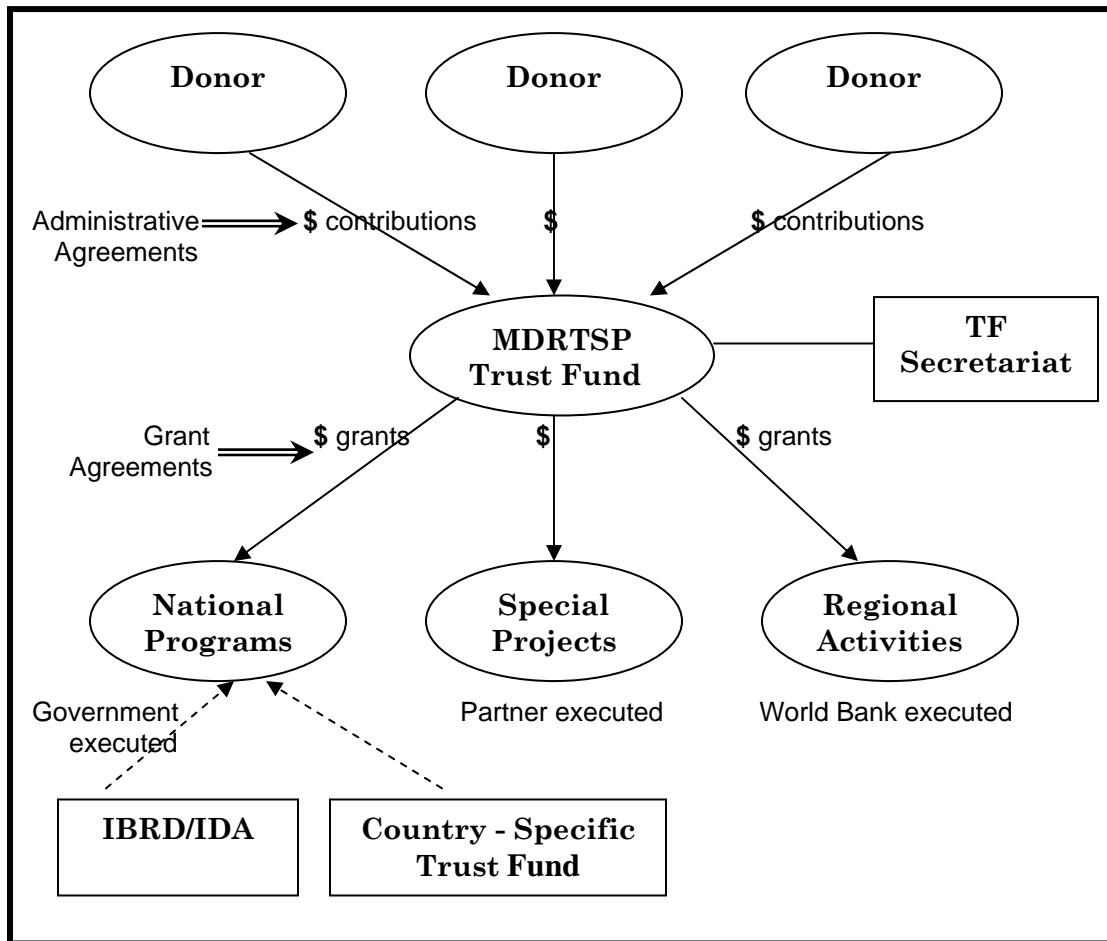 Donor
Donor
Donor
Administrative
Agreements
$ contributions
$
$ contributions
MDRTSP
Trust Fund
TF
Secretariat
Grant
Agreements
$ grants
$
$ grants
National
Programs
Special
Projects
Regional
Activities
Government
executed
Partner executed
World Bank executed
IBRD/IDA
Country - Specific
Trust Fund